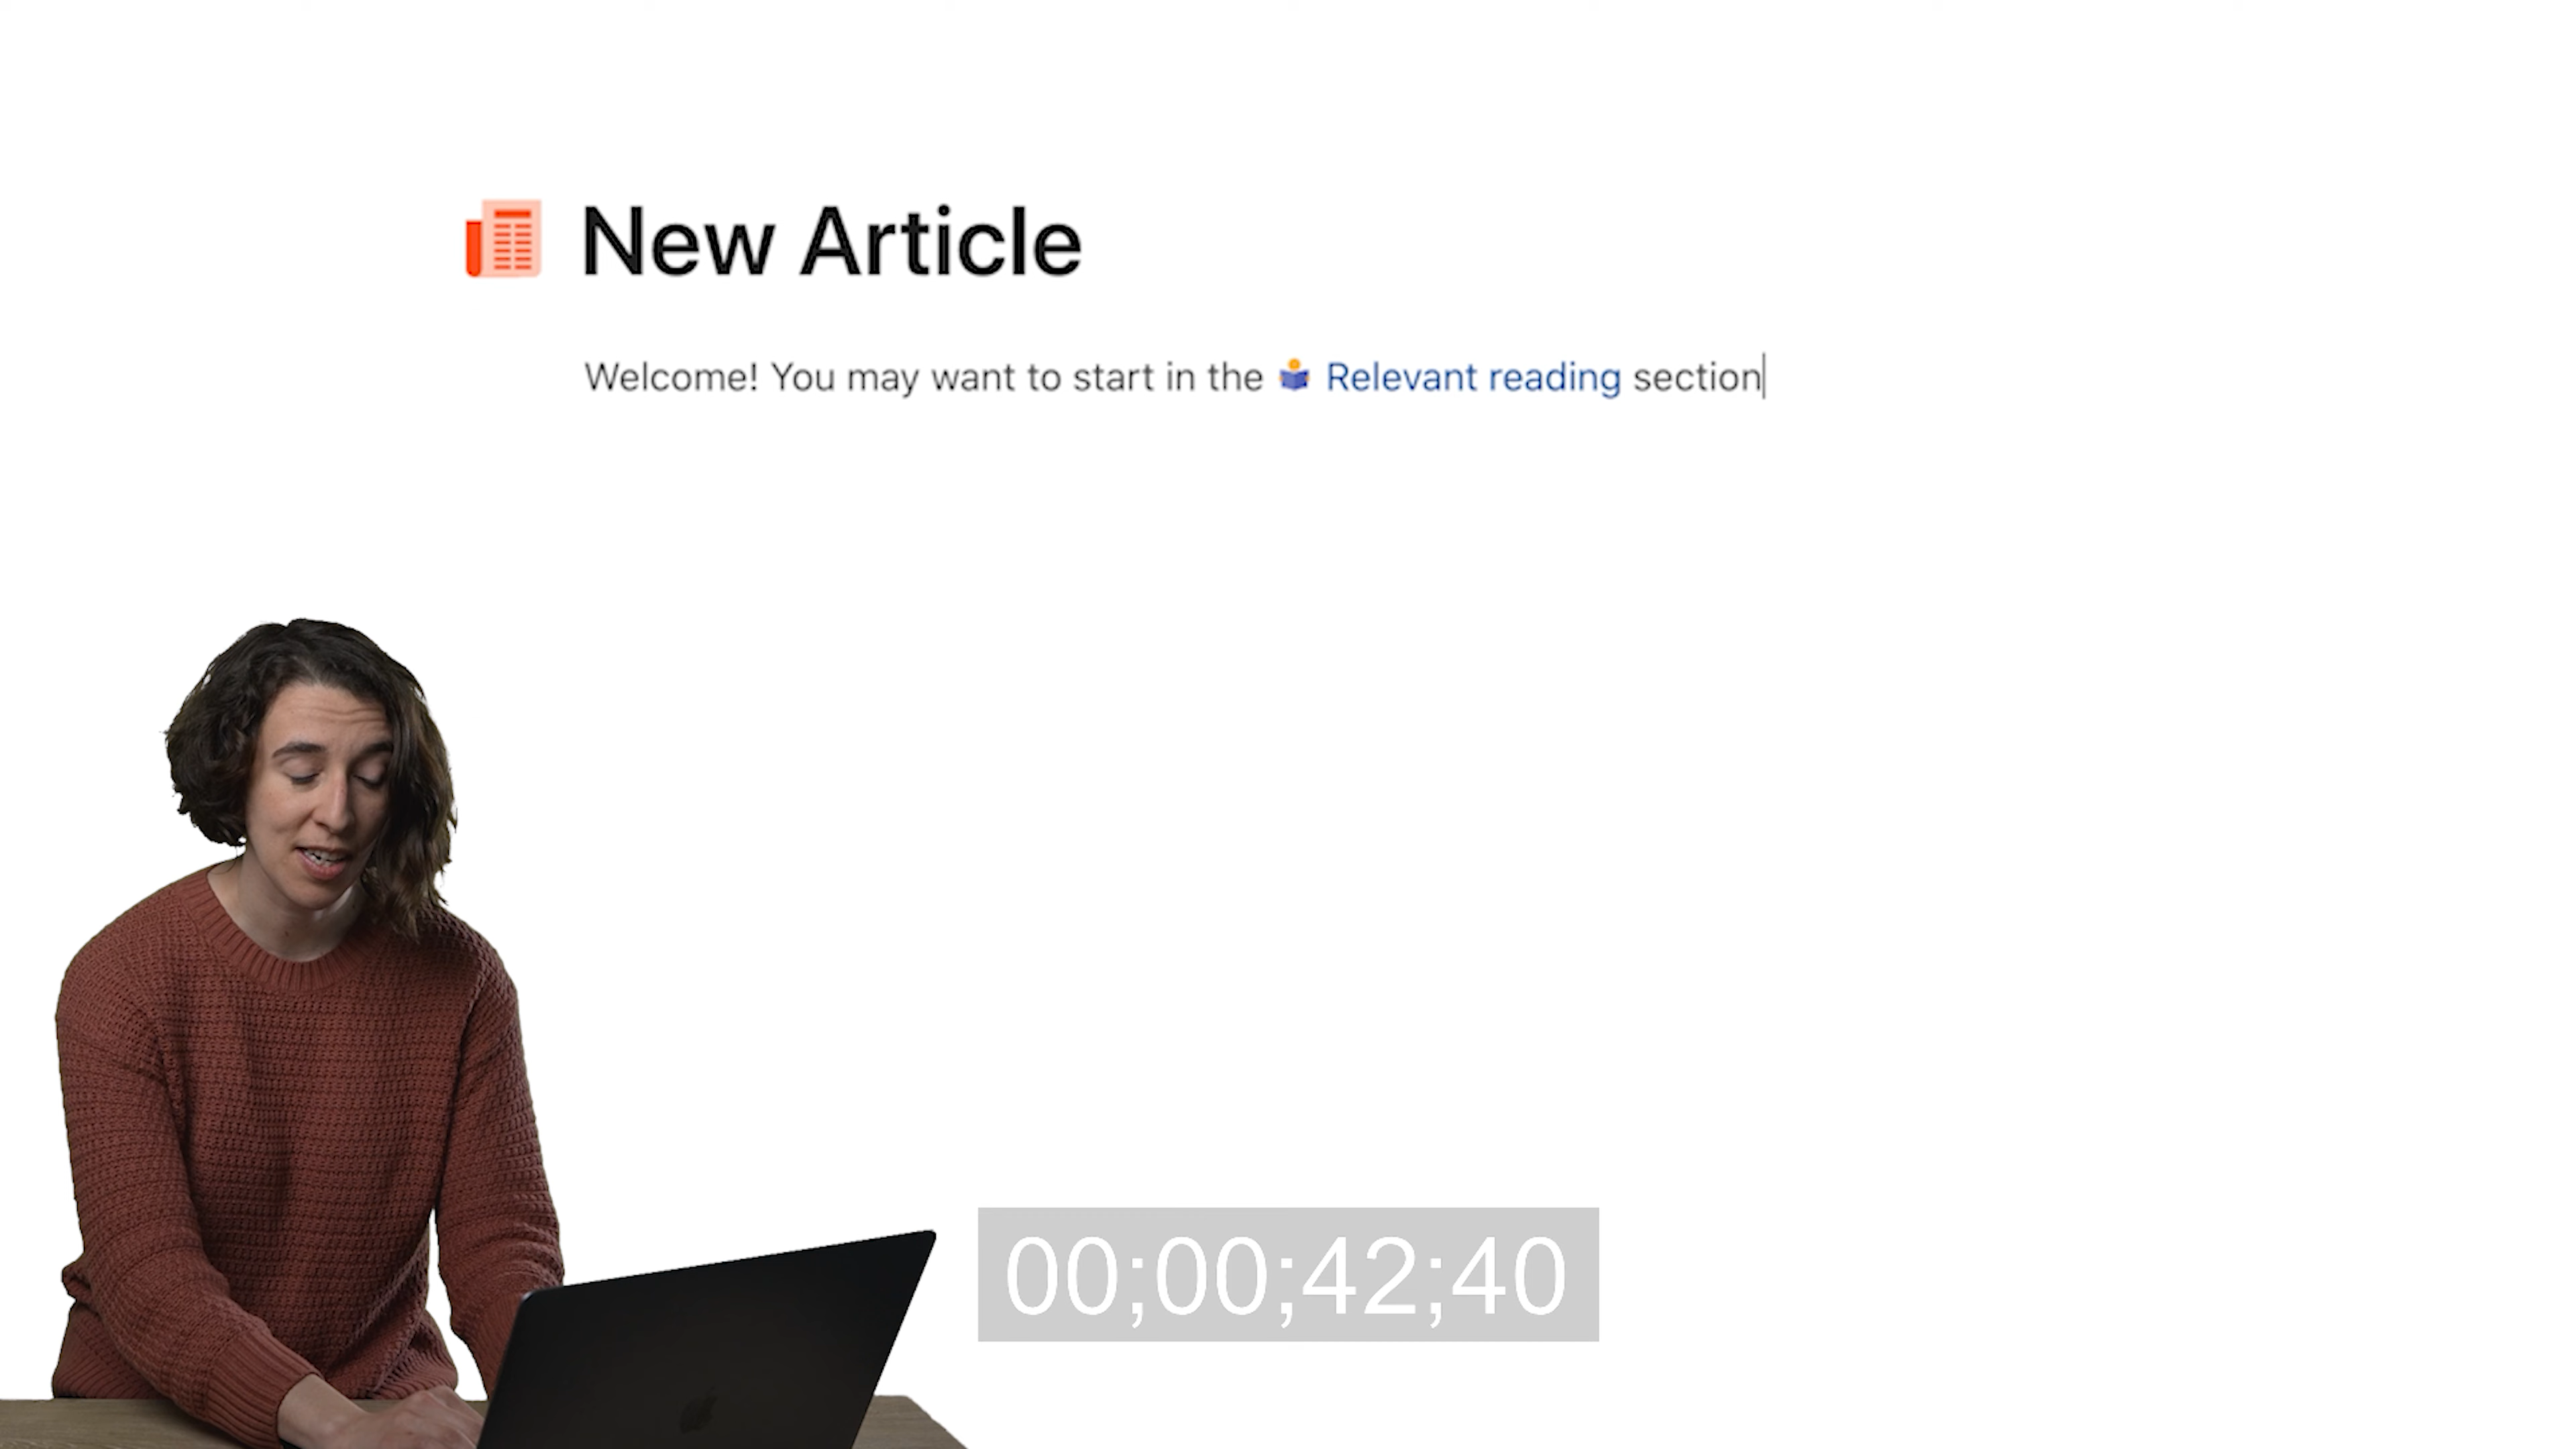 New Article
Welcome! You may want to start in the Relevant reading section
00;00;42;40